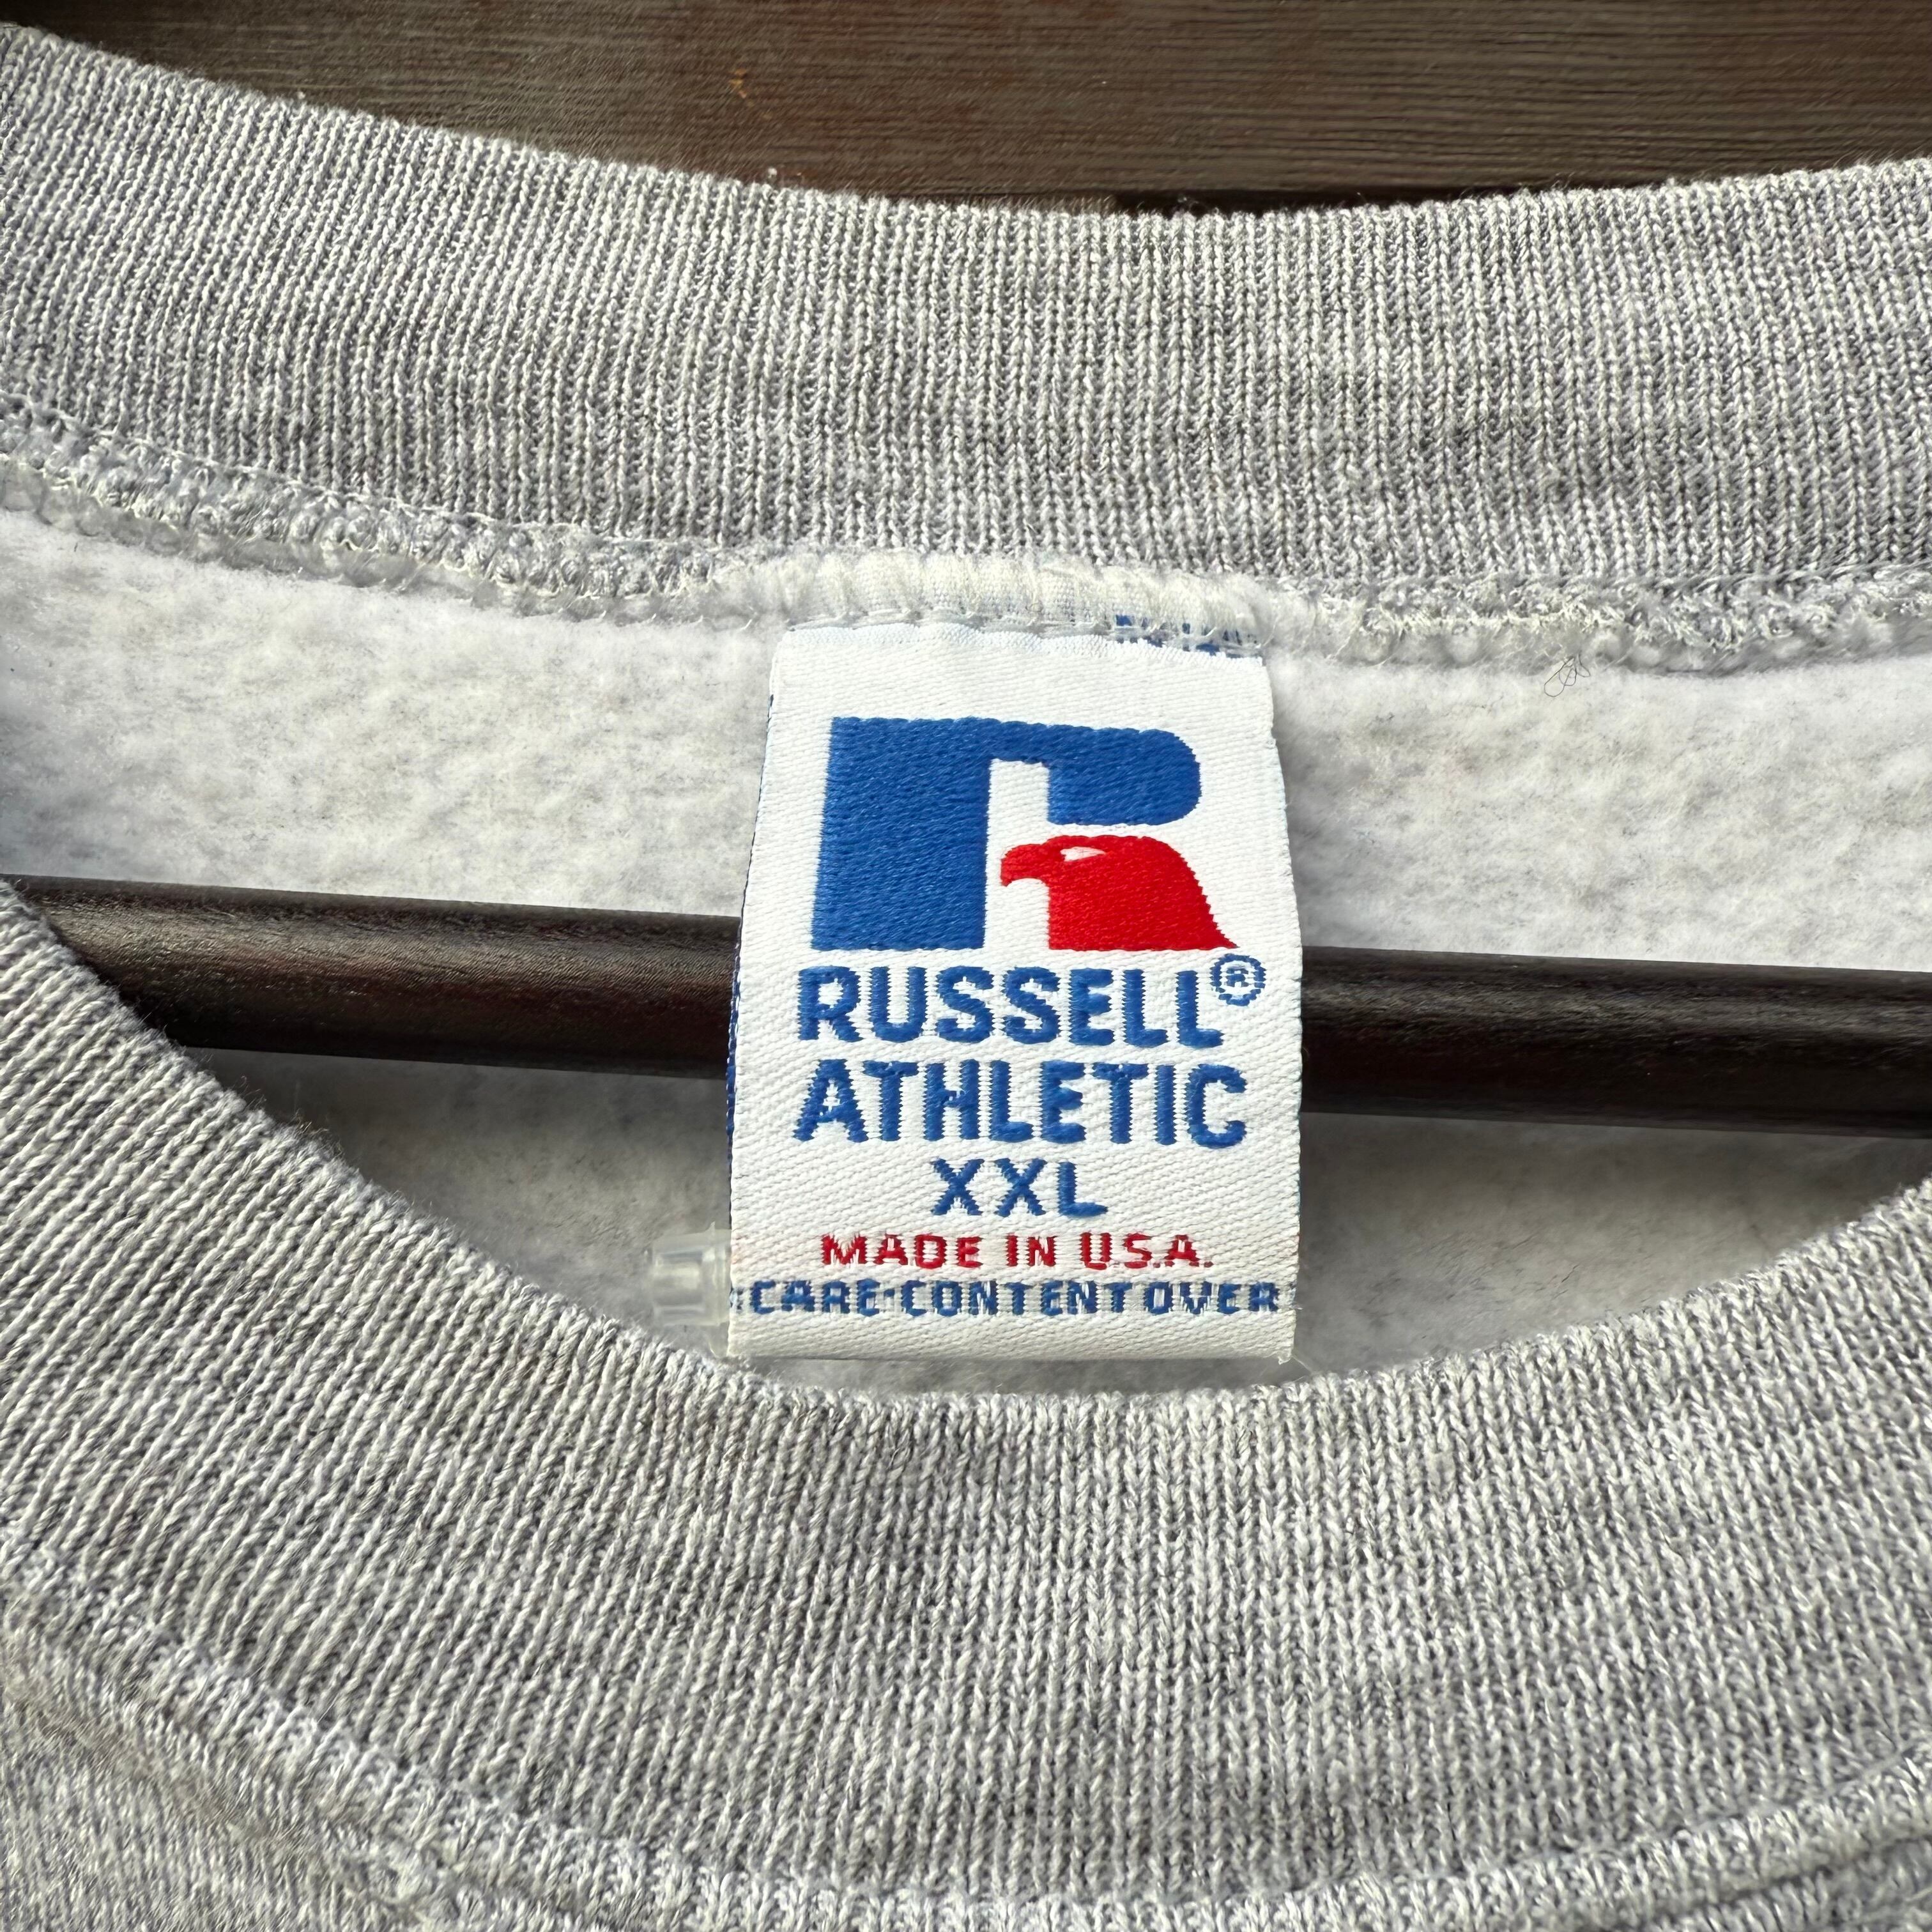 R
RUSSELL®
ATHLETIC
XXL
MADE IN U.S.A.
CARE·CONTENT OVER